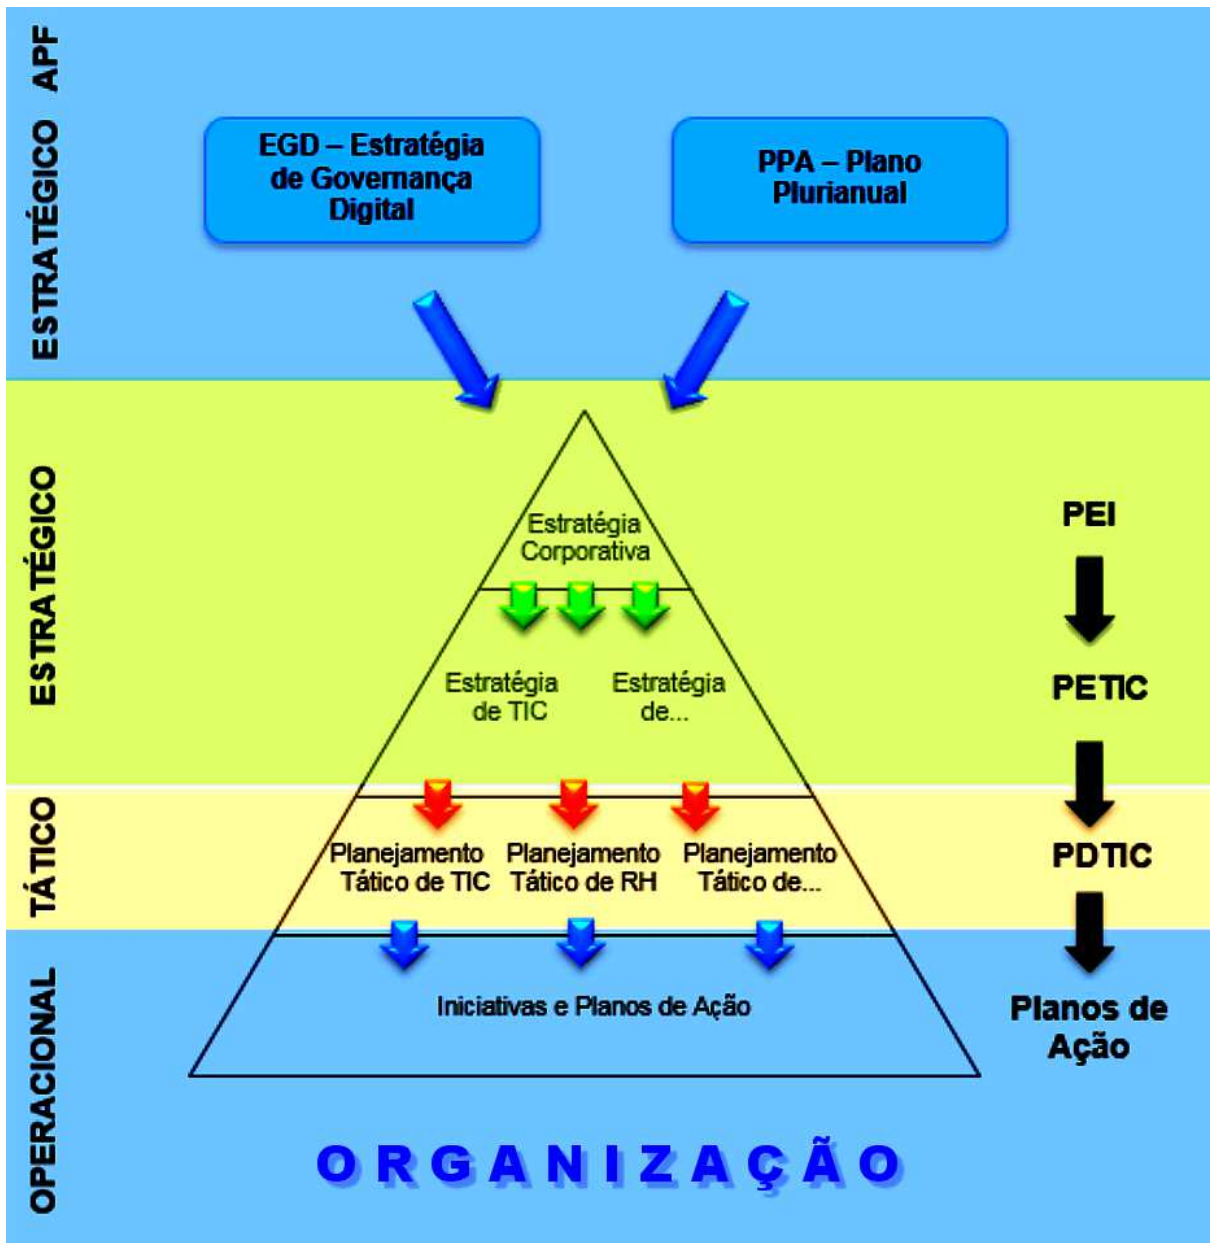 ESTRATÉGICO APF
EGD – Estratégia
de Governança
Digital
PPA – Plano
Plurianual
ESTRATÉGICO
Estratégia
Corporativa
PEI
Estratégia
de TIC
Estratégia
de...
PETIC
TÁTICO
Planejamento
Tático de TIC
Planejamento
Tático de RH
Planejamento
Tático de...
PDTIC
OPERACIONAL
Iniciativas e Planos de Ação
Planos de
Ação
ORGANIZAÇÃO